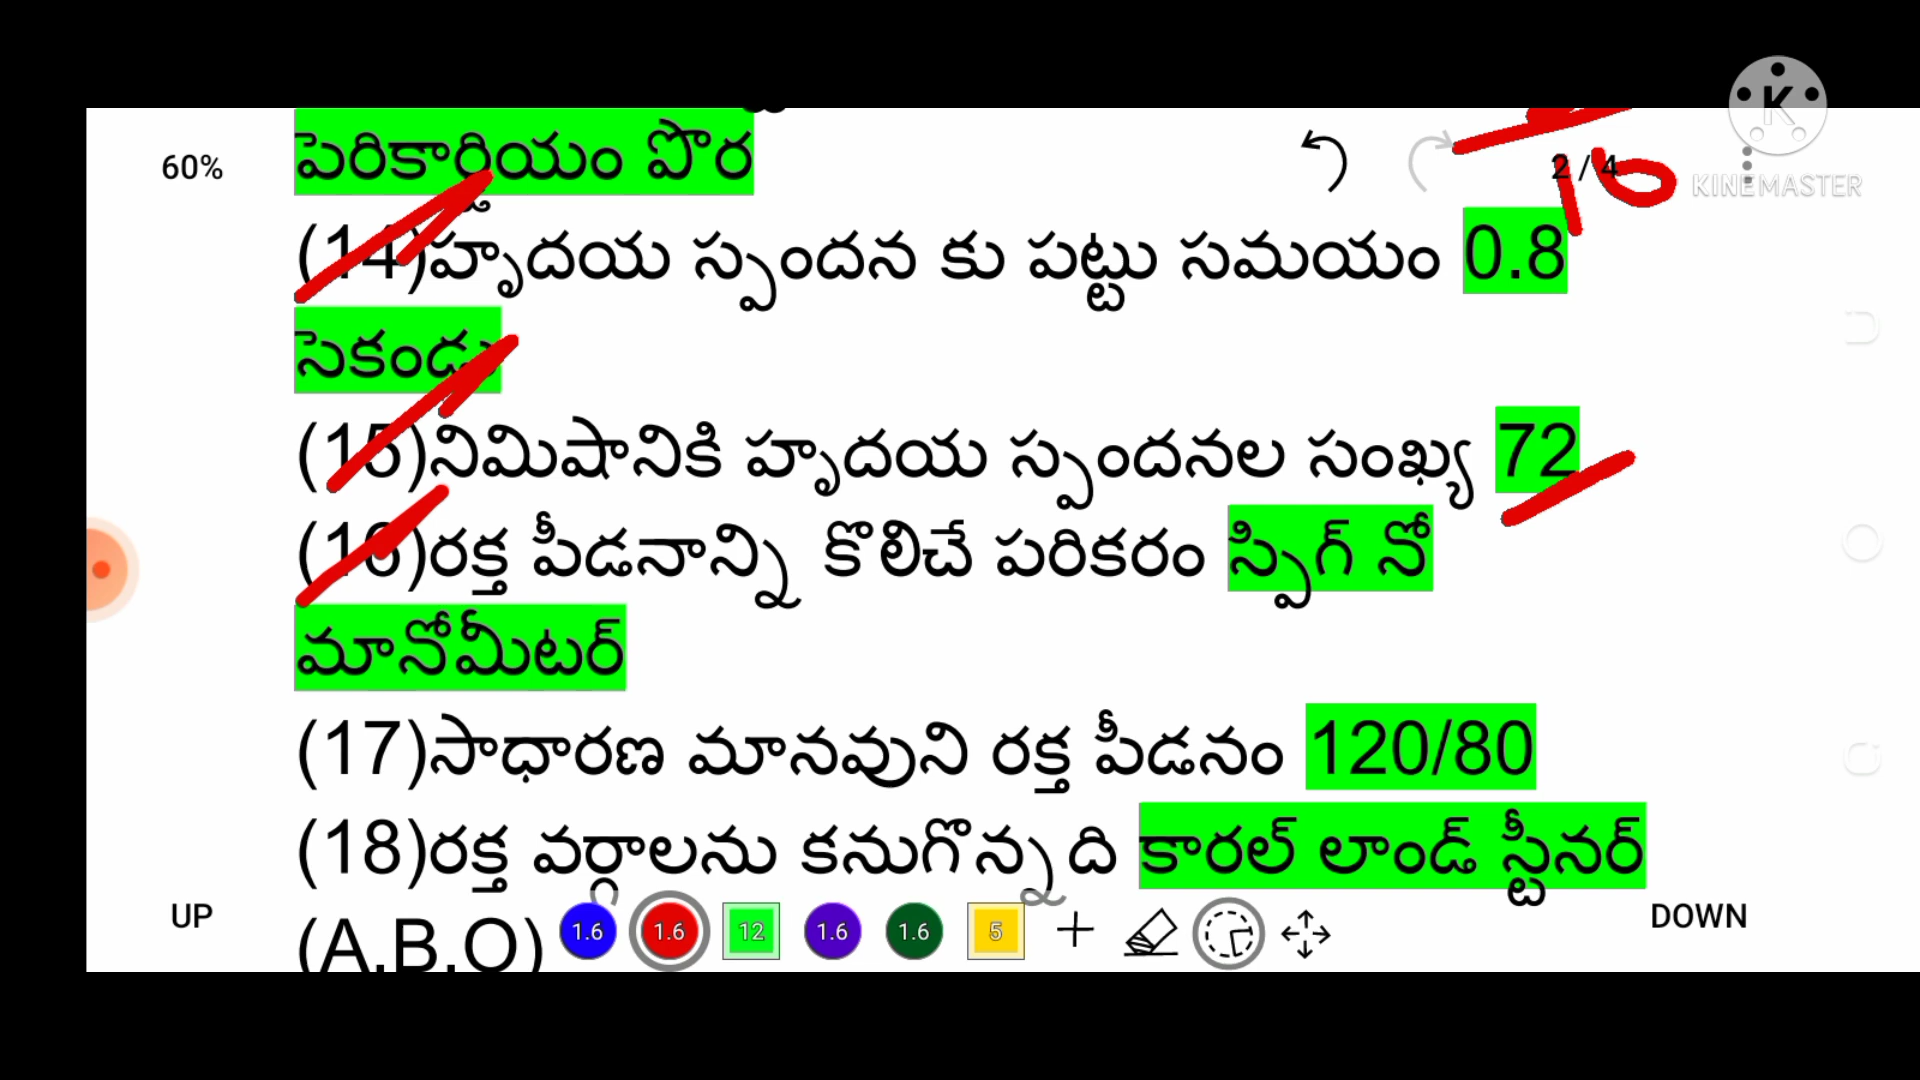 పెరికార్డియం పొర
60%
2/4
KINEMASTER
(14)హృదయ స్పందన కు పట్టు సమయం 0.8
సెకండు
(15)నిమిషానికి హృదయ స్పందనల సంఖ్య 72
(16)రక్త పీడనాన్ని కొలిచే పరికరం స్పిగ్ నో
మానోమీటర్
(17)సాధారణ మానవుని రక్త పీడనం 120/80
(18)రక్త వర్గాలను కనుగొన్నది కారల్ లాండ్ స్టీనర్
UP
DOWN
(A,B,O)
1.6 1.6 12 1.6 1.6 5